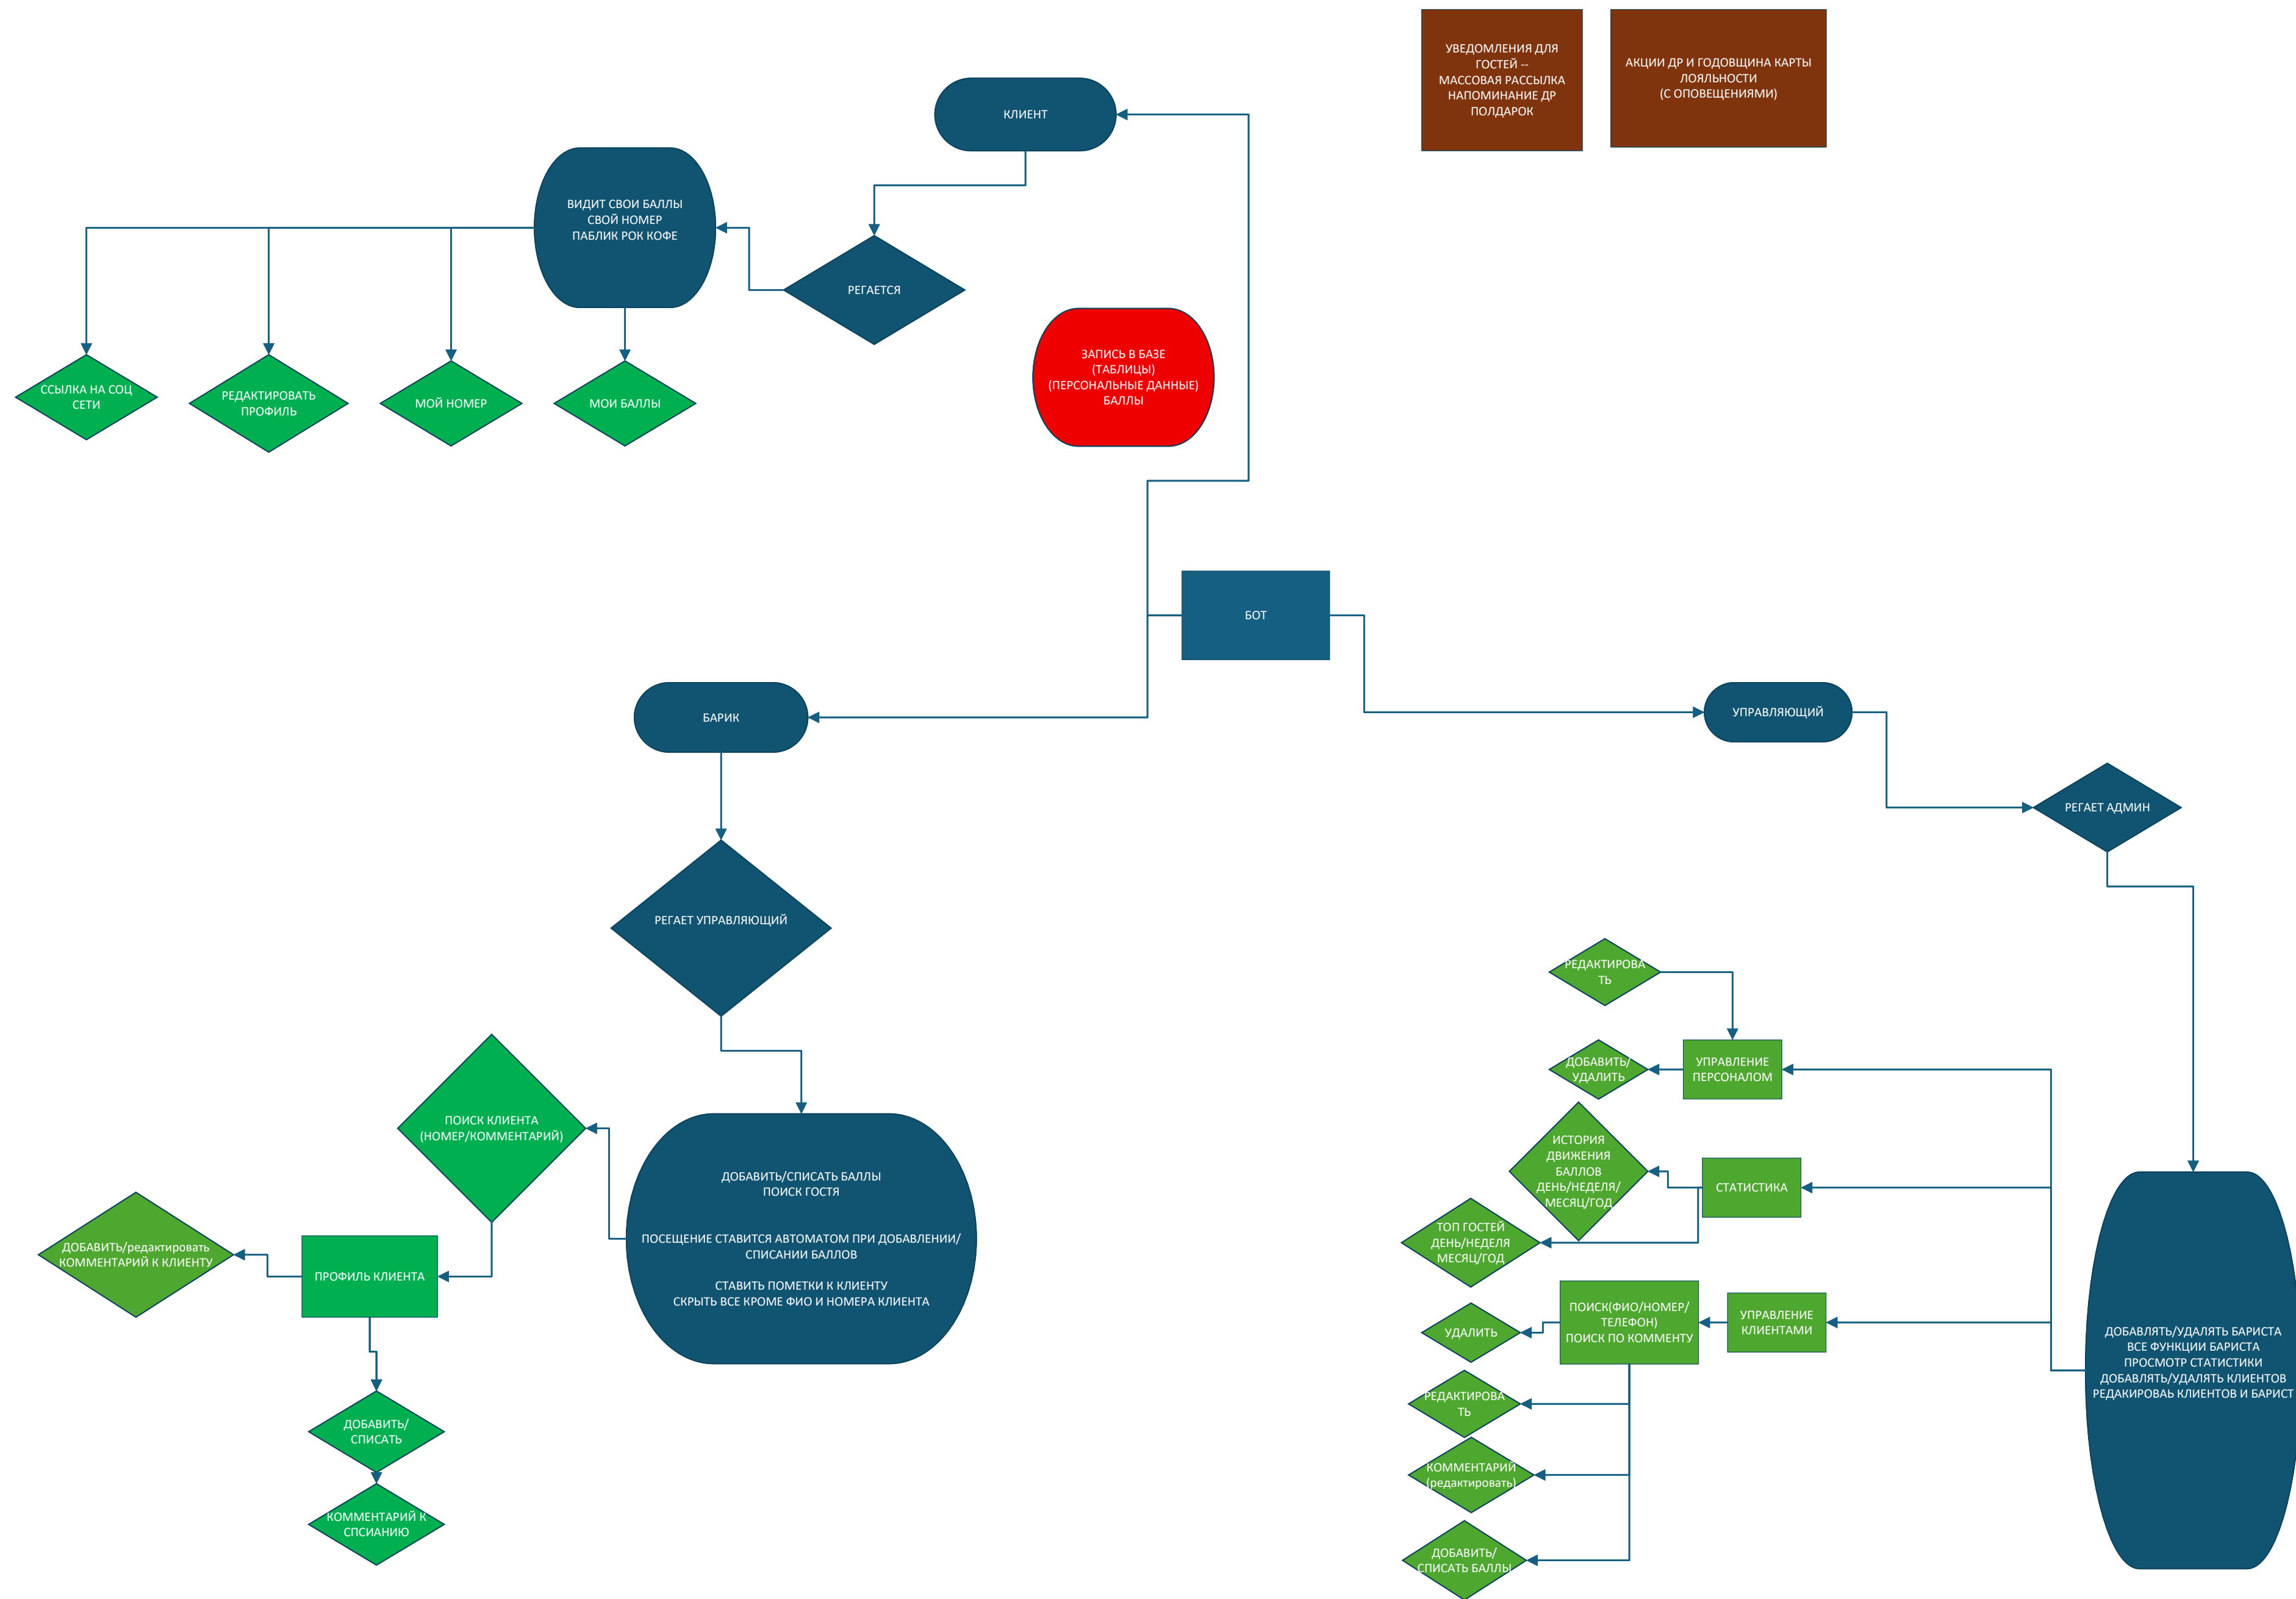 УВЕДОМЛЕНИЯ ДЛЯ
ГОСТЕЙ --
МАССОВАЯ РАССЫЛКА
НАПОМИНАНИЕ ДР
ПОЛДАРОК
АКЦИИ ДР И ГОДОВЩИНА КАРТЫ
ЛОЯЛЬНОСТИ
(С ОПОВЕЩЕНИЯМИ)
КЛИЕНТ
ВИДИТ СВОИ БАЛЛЫ
СВОЙ НОМЕР
ПАБЛИК РОК КОФЕ
РЕГАЕТСЯ
ССЫЛКА НА СОЦ
СЕТИ
РЕДАКТИРОВАТЬ
ПРОФИЛЬ
МОЙ НОМЕР
МОИ БАЛЛЫ
ЗАПИСЬ В БАЗЕ
(ТАБЛИЦЫ)
(ПЕРСОНАЛЬНЫЕ ДАННЫЕ)
БАЛЛЫ
БОТ
БАРИК
УПРАВЛЯЮЩИЙ
РЕГАЕТ АДМИН
РЕГАЕТ УПРАВЛЯЮЩИЙ
РЕДАКТИРОВА
ТЬ
ДОБАВИТЬ/
УДАЛИТЬ
УПРАВЛЕНИЕ
ПЕРСОНАЛОМ
ПОИСК КЛИЕНТА
(НОМЕР/КОММЕНТАРИЙ)
ДОБАВИТЬ/СПИСАТЬ БАЛЛЫ
ПОИСК ГОСТЯ
ПОСЕЩЕНИЕ СТАВИТСЯ АВТОМАТОМ ПРИ ДОБАВЛЕНИИ/
СПИСАНИИ БАЛЛОВ
СТАВИТЬ ПОМЕТКИ К КЛИЕНТУ
СКРЫТЬ ВСЕ КРОМЕ ФИО И НОМЕРА КЛИЕНТА
ИСТОРИЯ
ДВИЖЕНИЯ
БАЛЛОВ
ДЕНЬ/НЕДЕЛЯ/
МЕСЯЦ/ГОД
СТАТИСТИКА
ТОП ГОСТЕЙ
ДЕНЬ/НЕДЕЛЯ
МЕСЯЦ/ГОД
ДОБАВИТЬ/редактировать
КОММЕНТАРИЙ К КЛИЕНТУ
ПРОФИЛЬ КЛИЕНТА
УДАЛИТЬ
ПОИСК(ФИО/НОМЕР/
ТЕЛЕФОН)
ПОИСК ПО КОММЕНТУ
УПРАВЛЕНИЕ
КЛИЕНТАМИ
ДОБАВЛЯТЬ/УДАЛЯТЬ БАРИСТА
ВСЕ ФУНКЦИИ БАРИСТА
ПРОСМОТР СТАТИСТИКИ
ДОБАВЛЯТЬ/УДАЛЯТЬ КЛИЕНТОВ
РЕДАКИРОВАЬ КЛИЕНТОВ И БАРИСТ
РЕДАКТИРОВА
ТЬ
ДОБАВИТЬ/
СПИСАТЬ
КОММЕНТАРИЙ
(редактировать)
КОММЕНТАРИЙ К
СПСИАНИЮ
ДОБАВИТЬ/
СПИСАТЬ БАЛЛЫ